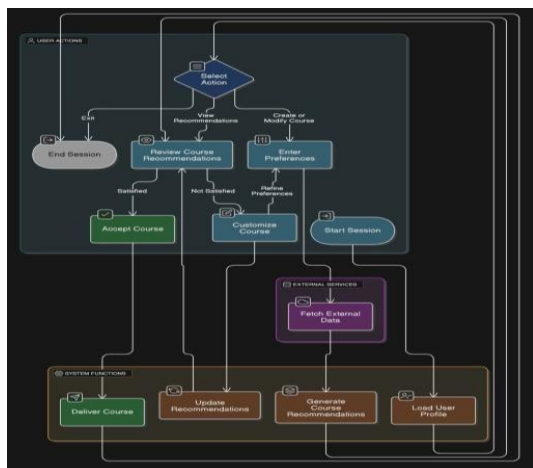 USER ACTIONS
Select
Action
Exit
View
Recommendations
Create or
Modify Course
End Session
Review Course
Recommendations
Enter
Preferences
Satisfied
Not Satisfied
Refine
Preferences
Accept Course
Customize
Course
Start Session
EXTERNAL SERVICES
Fetch External
Data
SYSTEM FUNCTIONS
Deliver Course
Update
Recommendations
Generate
Course
Recommendations
Load User
Profile